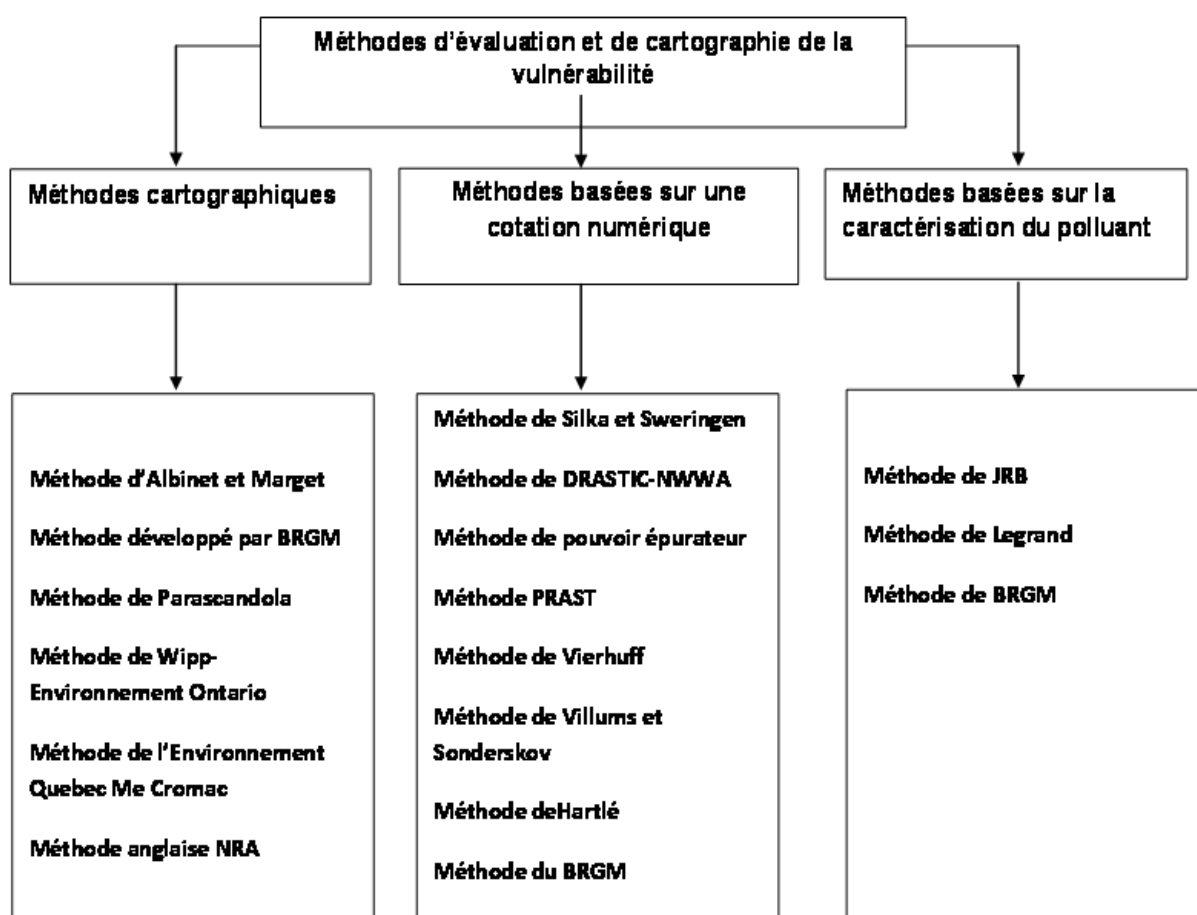 Méthodes d'évaluation et de cartographie de la
vulnérabilité
Méthodes cartographiques
Méthodes basées sur une
cotation numérique
Méthodes basées sur la
caractérisation du polluant
Méthode d'Albinet et Marget
Méthode développé par BRGM
Méthode de Parascandola
Méthode de Wipp-
Environnement Ontario
Méthode de l'Environnement
Quebec Me Cromac
Méthode anglaise NRA
Méthode de Silka et Sweringen
Méthode de DRASTIC-NWWA
Méthode de pouvoir épurateur
Méthode PRAST
Méthode de Vierhuff
Méthode de Villums et
Sonderskov
Méthode deHartlé
Méthode du BRGM
Méthode de JRB
Méthode de Legrand
Méthode de BRGM